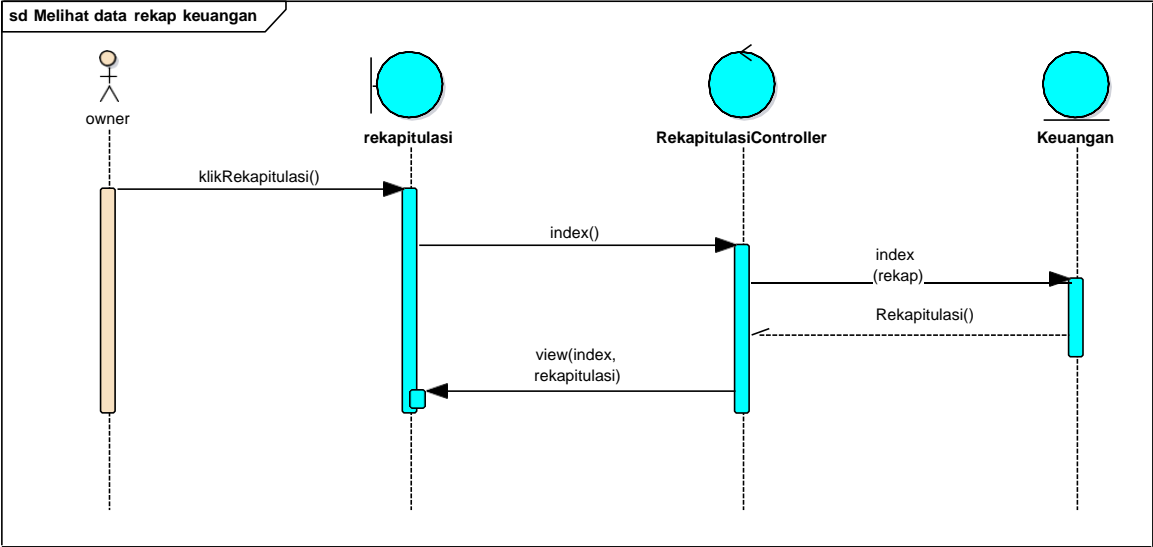 sd Melihat data rekap keuangan
owner
rekapitulasi
RekapitulasiController
Keuangan
klikRekapitulasi()
index()
index
(rekap)
Rekapitulasi()
view(index,
rekapitulasi)